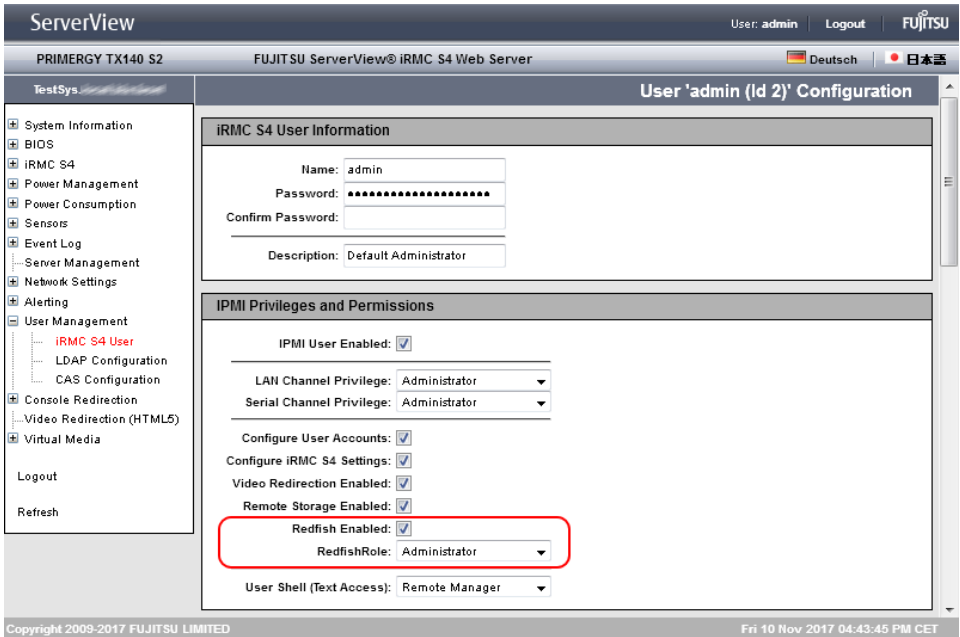 ServerView
User: admin Logout FUJITSU
PRIMERGY TX140 S2 FUJITSU ServerView® iRMC S4 Web Server Deutsch 日本語
TestSys. User 'admin (Id 2)' Configuration
System Information
BIOS
iRMC S4
Power Management
Power Consumption
Sensors
Event Log
Server Management
Network Settings
Alerting
User Management
iRMC S4 User
LDAP Configuration
CAS Configuration
Console Redirection
Video Redirection (HTML5)
Virtual Media
Logout
Refresh
iRMC S4 User Information
Name: admin
Password: ●●●●●●●●●●●●●●●●●●●●
Confirm Password:
Description: Default Administrator
IPMI Privileges and Permissions
IPMI User Enabled:
LAN Channel Privilege: Administrator
Serial Channel Privilege: Administrator
Configure User Accounts:
Configure iRMC S4 Settings:
Video Redirection Enabled:
Remote Storage Enabled:
Redfish Enabled:
RedfishRole: Administrator
User Shell (Text Access): Remote Manager
Copyright 2009-2017 FUJITSU LIMITED Fri 10 Nov 2017 04:43:45 PM CET